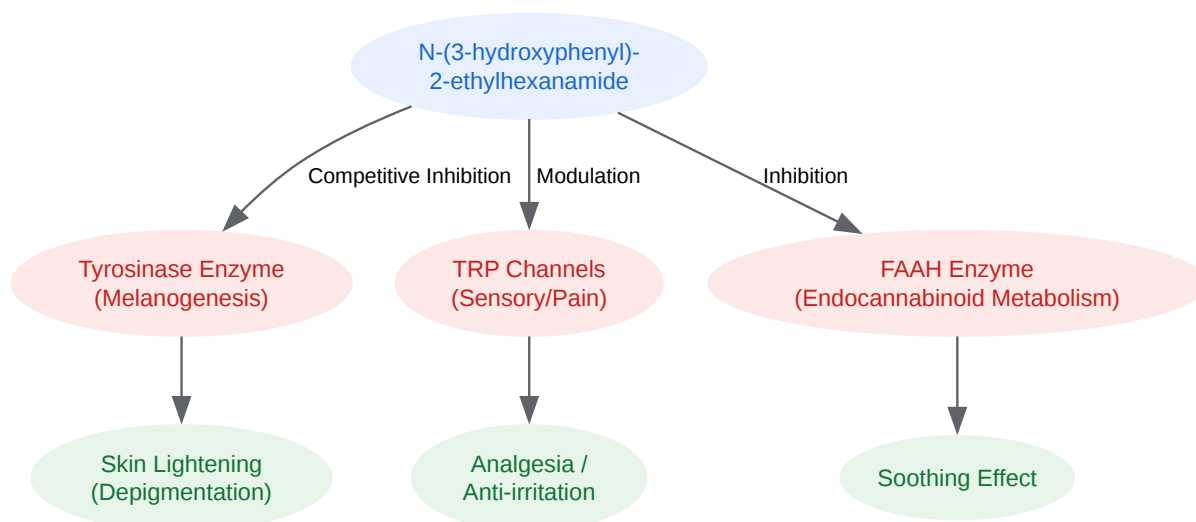 N-(3-hydroxyphenyl)-
2-ethylhexanamide
Competitive Inhibition
Modulation
Inhibition
Tyrosinase Enzyme
(Melanogenesis)
TRP Channels
(Sensory/Pain)
FAAH Enzyme
(Endocannabinoid Metabolism)
Skin Lightening
(Depigmentation)
Analgesia /
Anti-irritation
Soothing Effect